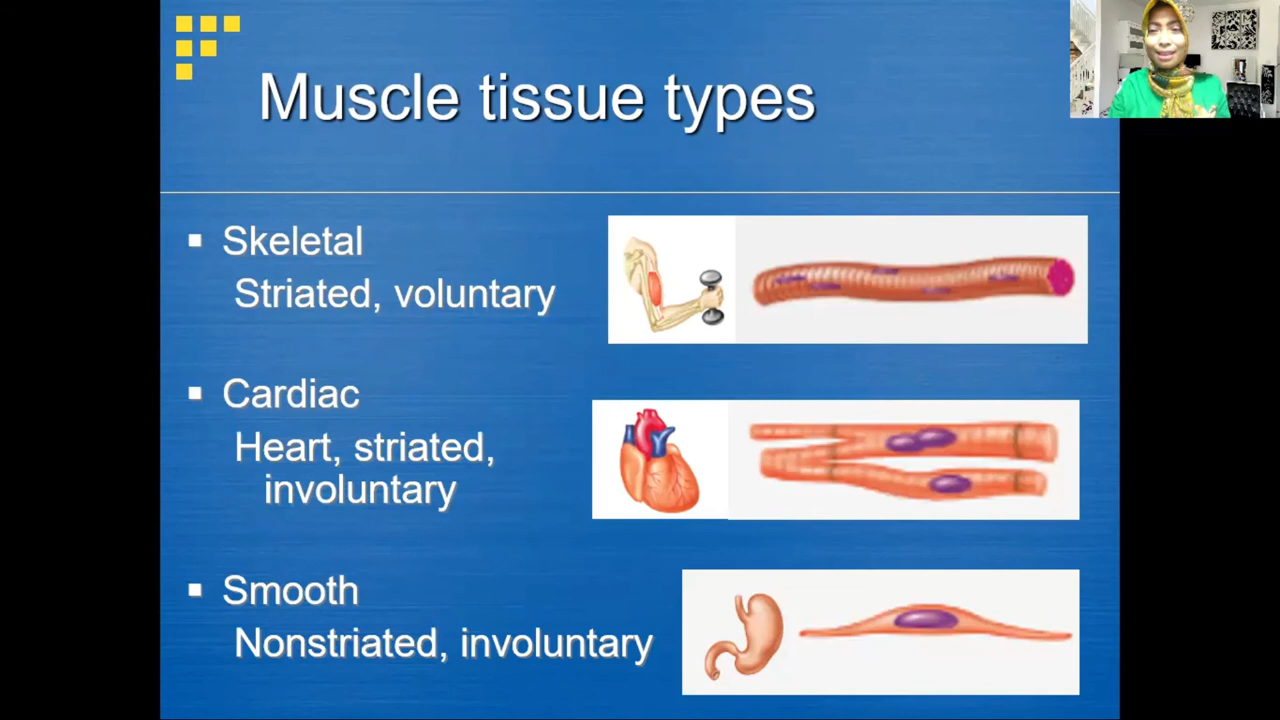 Muscle tissue types
Skeletal
Striated, voluntary
Cardiac
Heart, striated,
involuntary
Smooth
Nonstriated, involuntary